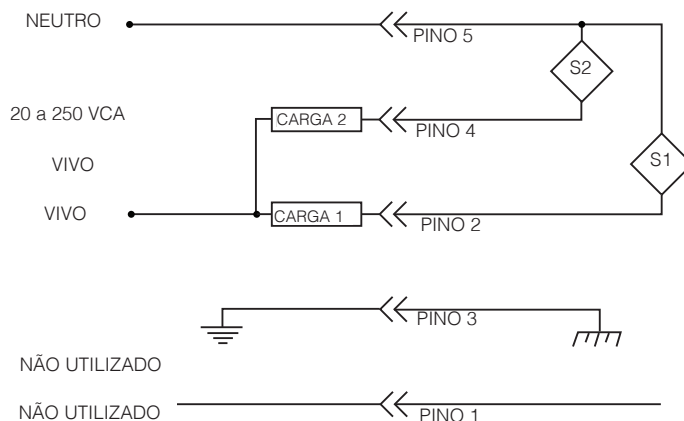 NEUTRO
PINO 5
S2
20 a 250 VCA
CARGA 2
PINO 4
VIVO
S1
VIVO
CARGA 1
PINO 2
PINO 3
NÃO UTILIZADO
NÃO UTILIZADO
PINO 1